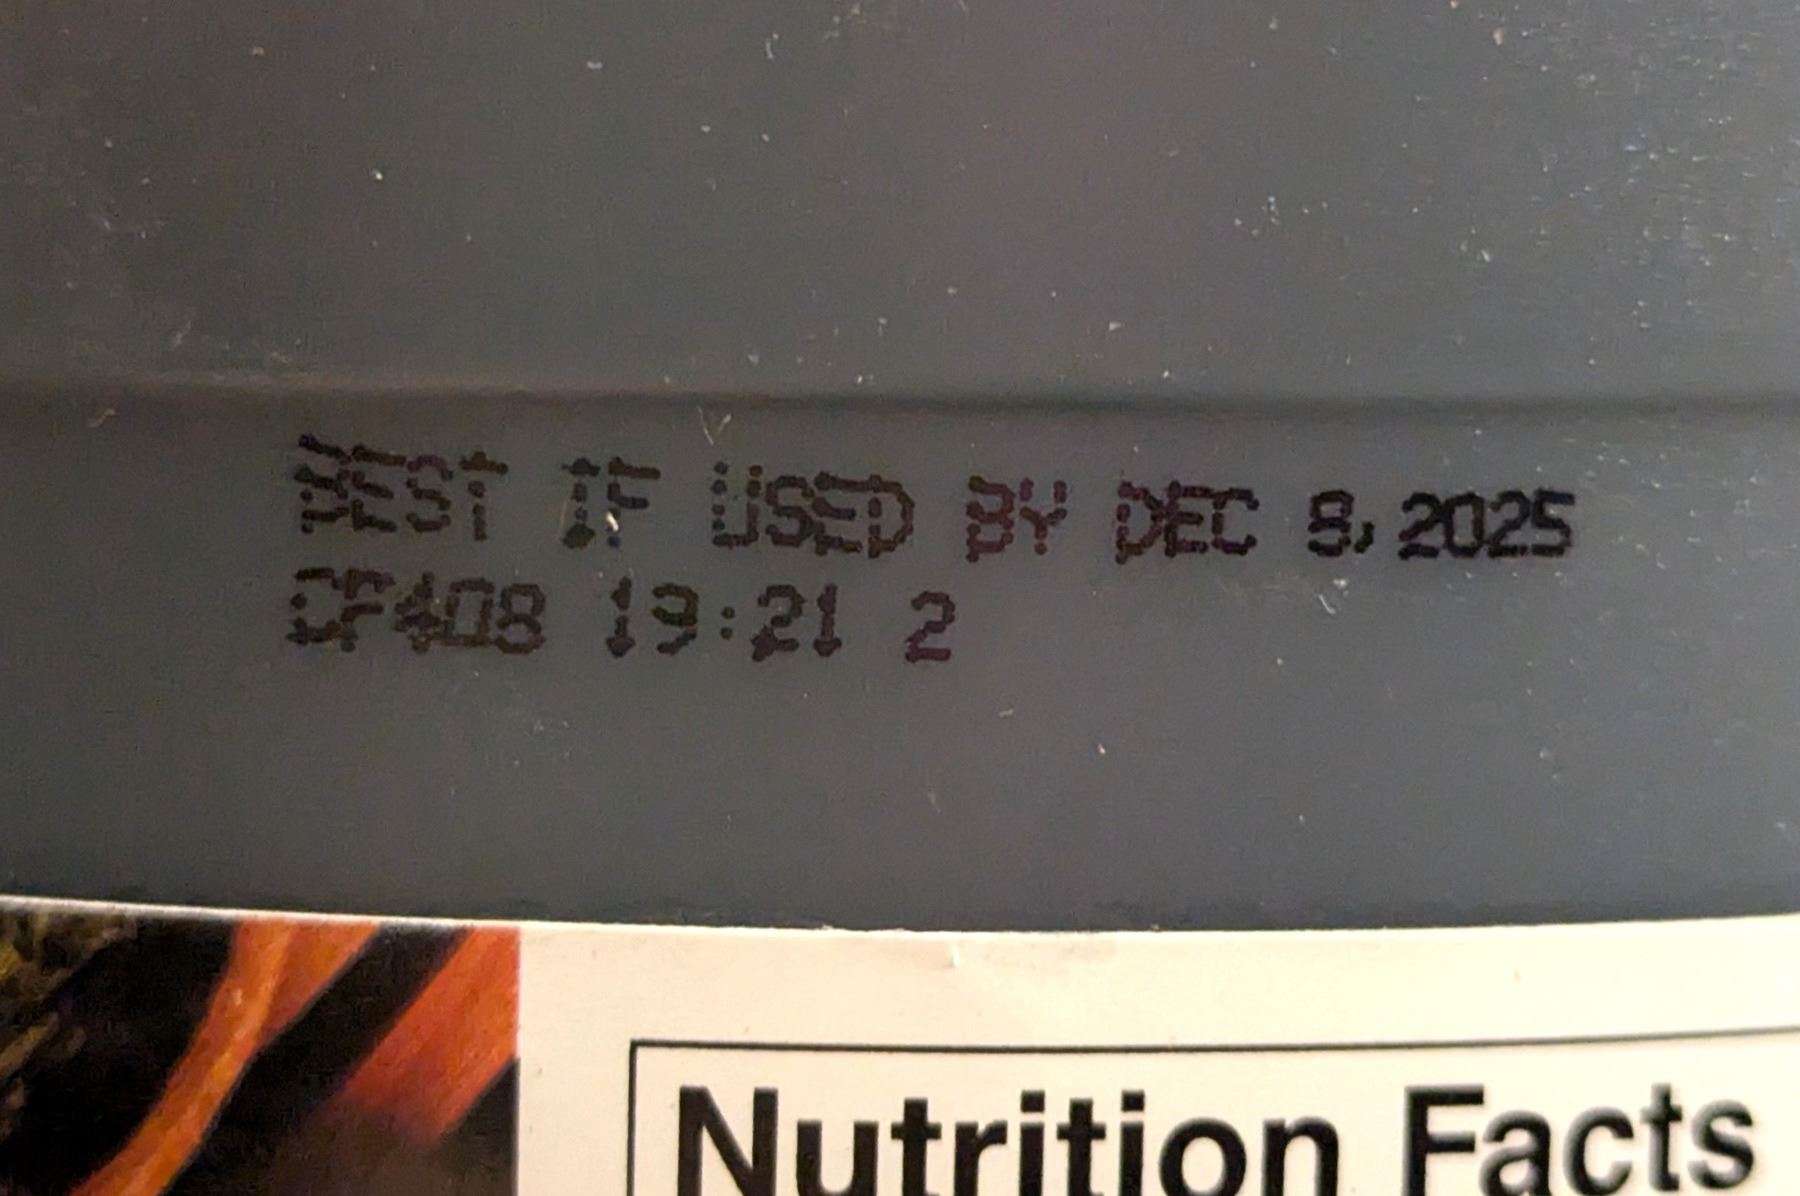 BEST IF USED BY DEC 8, 2025
CF408 19:21 2
Nutrition Facts